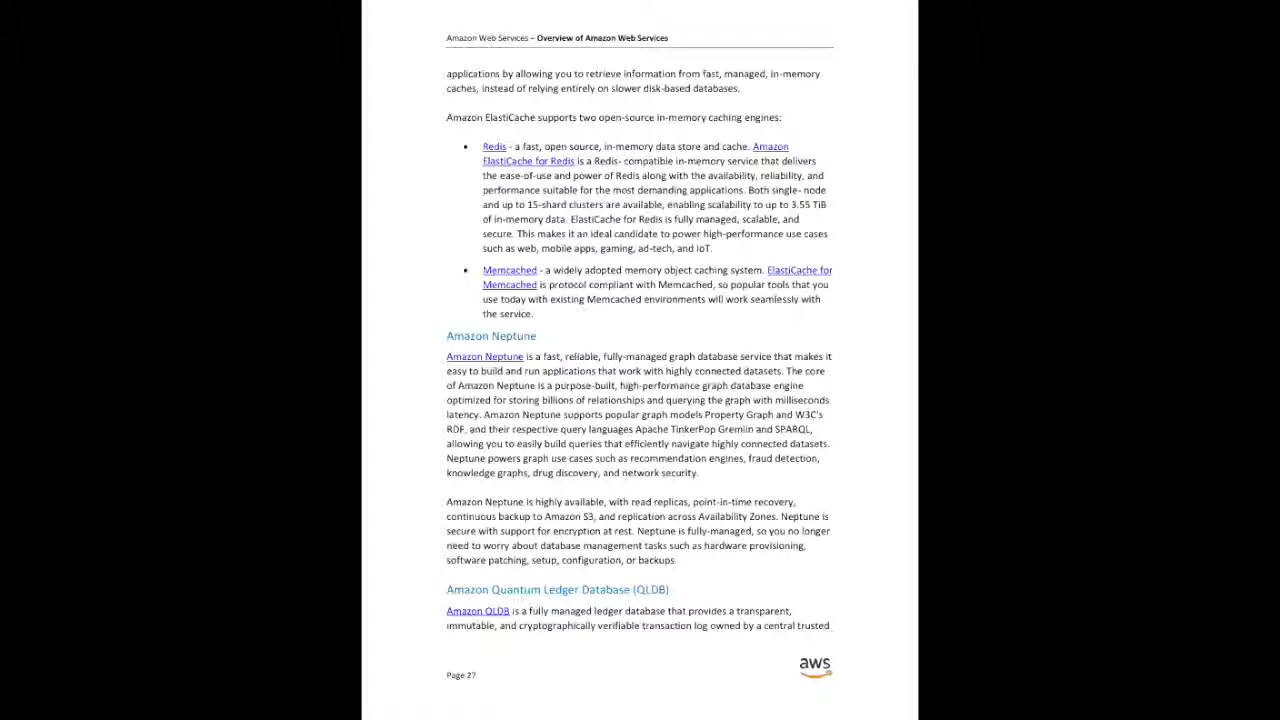 Amazon Web Services – Overview of Amazon Web Services
applications by allowing you to retrieve information from fast, managed, in-memory
caches, instead of relying entirely on slower disk-based databases.
Amazon ElastiCache supports two open-source in-memory caching engines:
• Redis - a fast, open source, in-memory data store and cache. Amazon
ElastiCache for Redis is a Redis- compatible in-memory service that delivers
the ease-of-use and power of Redis along with the availability, reliability, and
performance suitable for the most demanding applications. Both single- node
and up to 15-shard clusters are available, enabling scalability to up to 3.55 TiB
of in-memory data. ElastiCache for Redis is fully managed, scalable, and
secure. This makes it an ideal candidate to power high-performance use cases
such as web, mobile apps, gaming, ad-tech, and IoT.
• Memcached - a widely adopted memory object caching system. ElastiCache for
Memcached is protocol compliant with Memcached, so popular tools that you
use today with existing Memcached environments will work seamlessly with
the service.
Amazon Neptune
Amazon Neptune is a fast, reliable, fully-managed graph database service that makes it
easy to build and run applications that work with highly connected datasets. The core
of Amazon Neptune is a purpose-built, high-performance graph database engine
optimized for storing billions of relationships and querying the graph with milliseconds
latency. Amazon Neptune supports popular graph models Property Graph and W3C's
RDF, and their respective query languages Apache TinkerPop Gremlin and SPARQL,
allowing you to easily build queries that efficiently navigate highly connected datasets.
Neptune powers graph use cases such as recommendation engines, fraud detection,
knowledge graphs, drug discovery, and network security.
Amazon Neptune is highly available, with read replicas, point-in-time recovery,
continuous backup to Amazon S3, and replication across Availability Zones. Neptune is
secure with support for encryption at rest. Neptune is fully-managed, so you no longer
need to worry about database management tasks such as hardware provisioning,
software patching, setup, configuration, or backups
Amazon Quantum Ledger Database (QLDB)
Amazon QLDB is a fully managed ledger database that provides a transparent,
immutable, and cryptographically verifiable transaction log owned by a central trusted
aws
Page 27